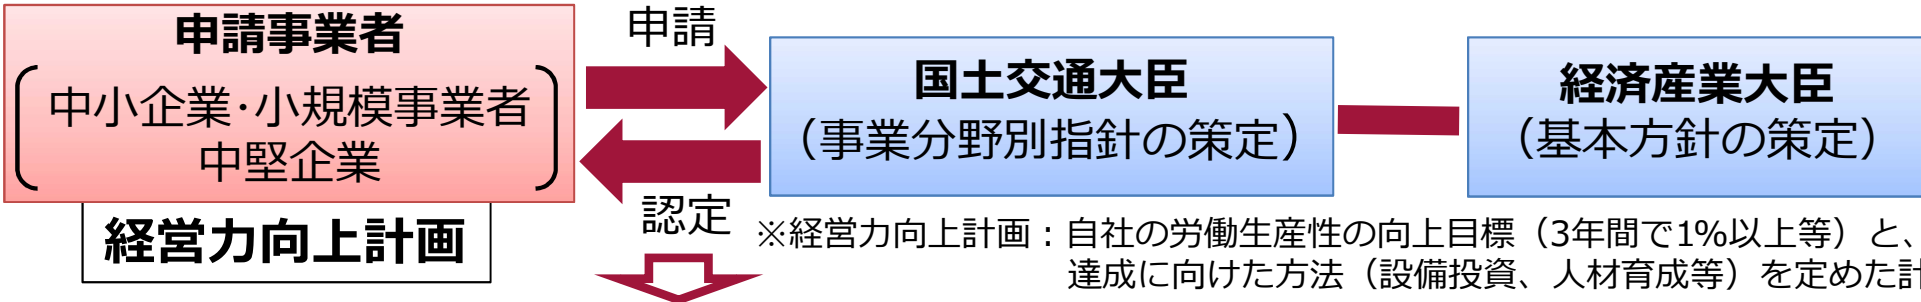 申請事業者
中小企業･小規模事業者
中堅企業
経営力向上計画
申請
認定
国土交通大臣
（事業分野別指針の策定）
経済産業大臣
（基本方針の策定）
※経営力向上計画：自社の労働生産性の向上目標（3年間で1%以上等）と、
達成に向けた方法（設備投資、人材育成等）を定めた計